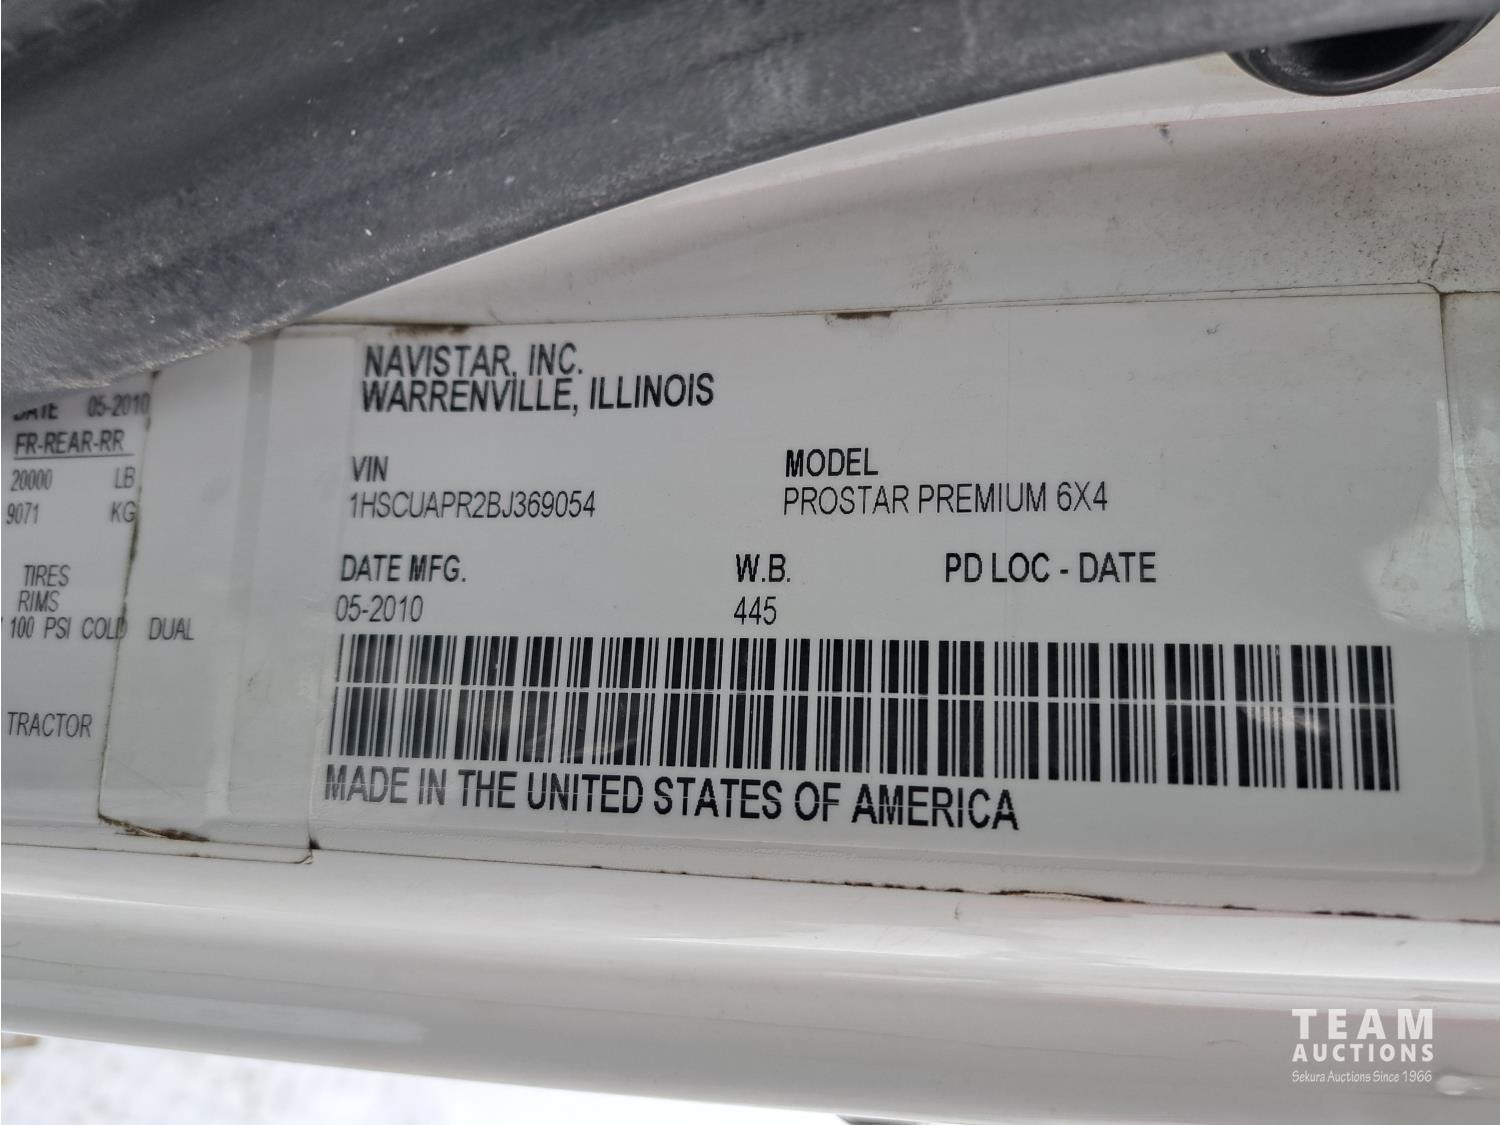 DATE 05-2010
FR-REAR-RR
20000 LB
9071 KG
TIRES
RIMS
100 PSI COLD DUAL
TRACTOR
NAVISTAR, INC.
WARRENVILLE, ILLINOIS
VIN MODEL
1HSCUAPR2BJ369054 PROSTAR PREMIUM 6X4
DATE MFG. W.B. PD LOC - DATE
05-2010 445
MADE IN THE UNITED STATES OF AMERICA
TEAM
AUCTIONS
Sekura Auctions Since 1966